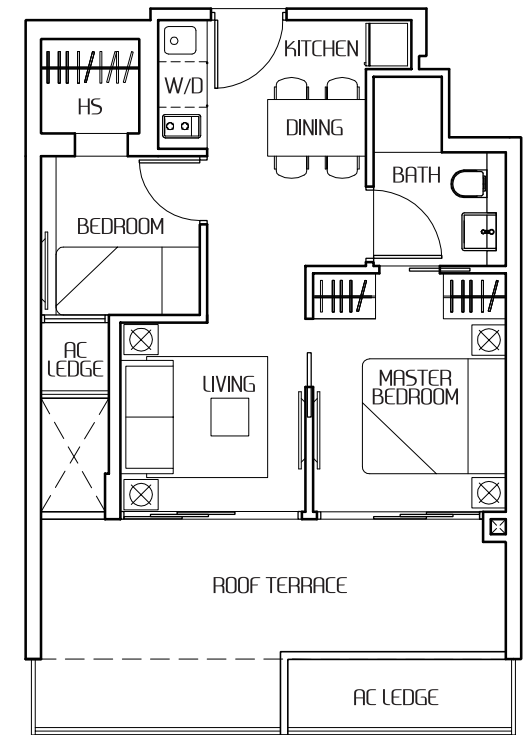 KITCHEN
W/D
HS
DINING
BATH
BEDROOM
AC
LEDGE
LIVING
MASTER
BEDROOM
ROOF TERRACE
AC LEDGE